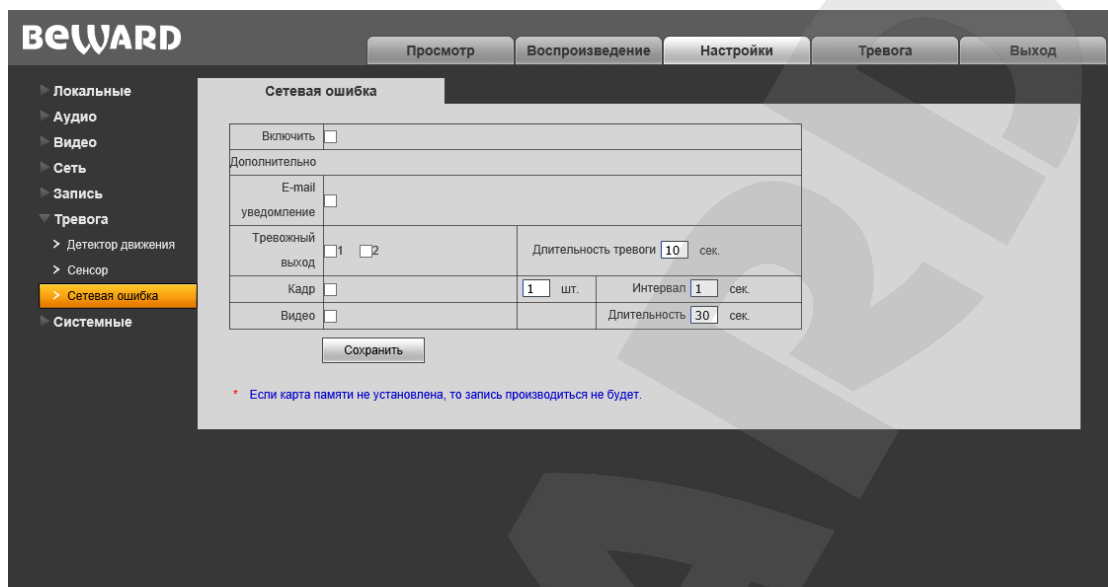 BEWARD
Просмотр Воспроизведение Настройки Тревога Выход
Локальные
Аудио
Видео
Сеть
Запись
Тревога
> Детектор движения
> Сенсор
> Сетевая ошибка
Системные
Сетевая ошибка
Включить
Дополнительно
E-mail
уведомление
Тревожный
выход
1 2 Длительность тревоги 10 сек.
Кадр 1 шт. Интервал 1 сек.
Видео Длительность 30 сек.
Сохранить
* Если карта памяти не установлена, то запись производиться не будет.